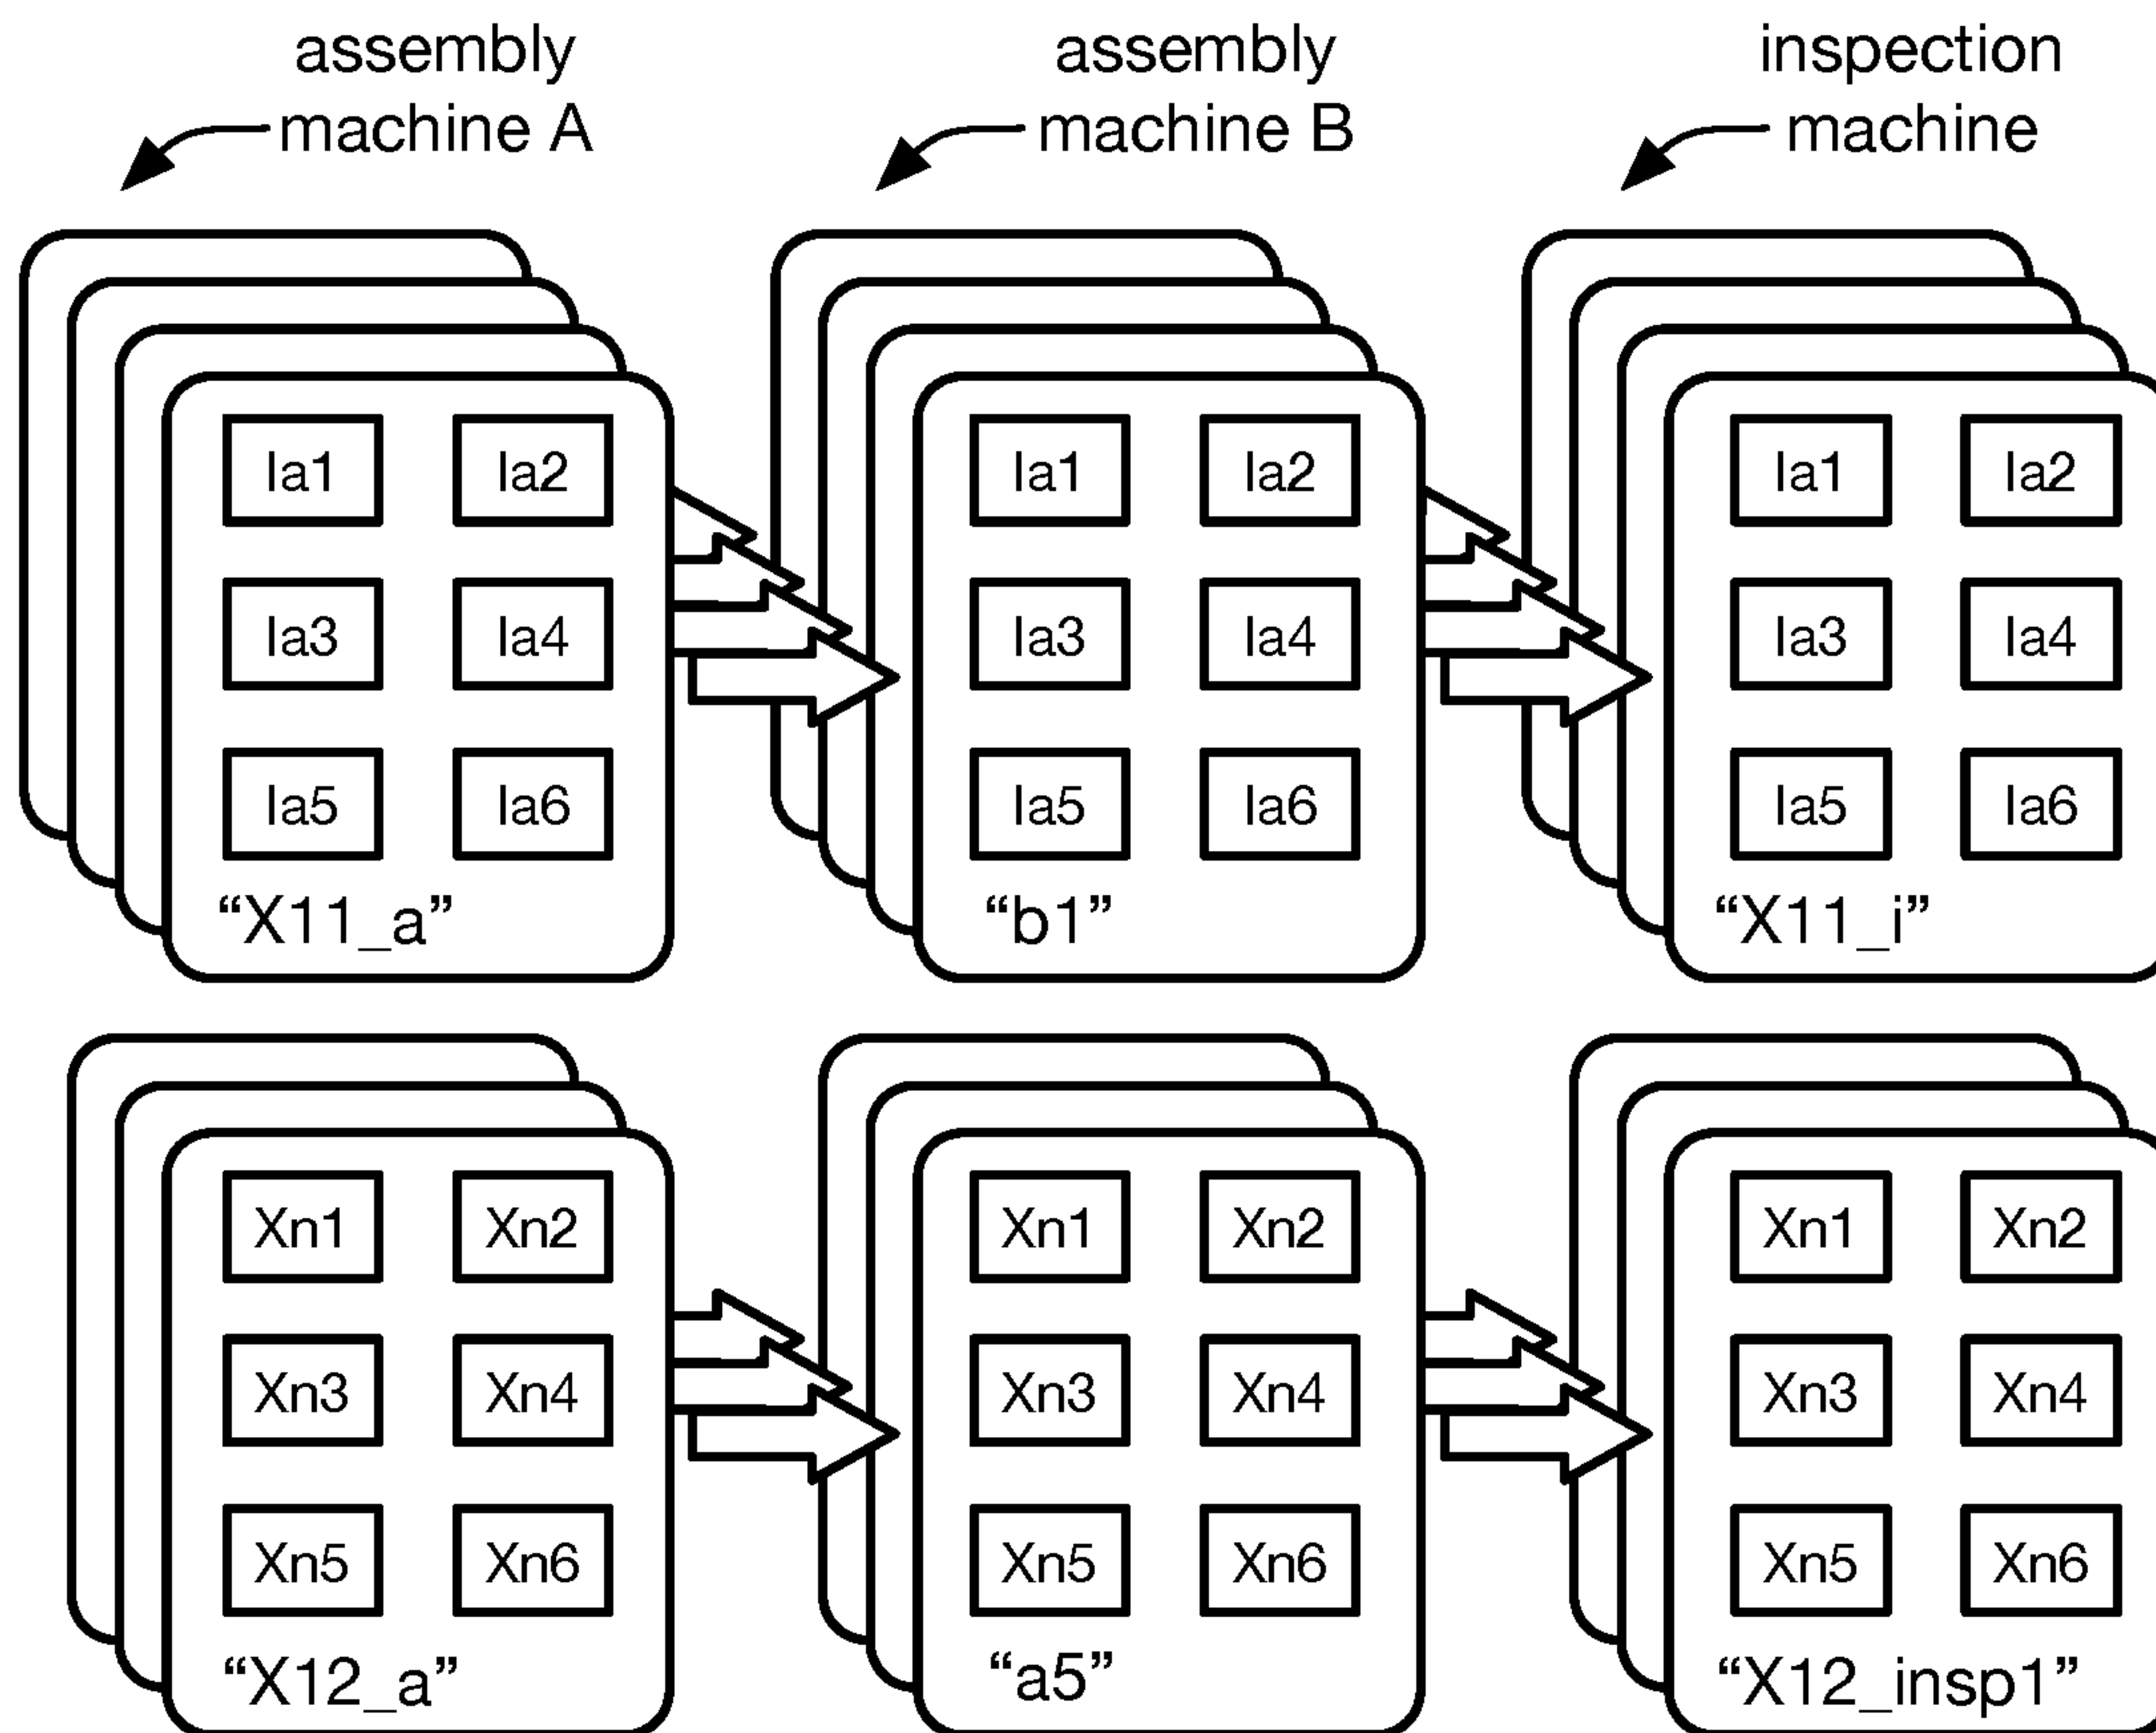 assembly
machine A
assembly
machine B
inspection
machine
Ia1 Ia2
Ia3 Ia4
Ia5 Ia6
“X11_a”
Ia1 Ia2
Ia3 Ia4
Ia5 Ia6
“b1”
Ia1 Ia2
Ia3 Ia4
Ia5 Ia6
“X11_i”
Xn1 Xn2
Xn3 Xn4
Xn5 Xn6
“X12_a”
Xn1 Xn2
Xn3 Xn4
Xn5 Xn6
“a5”
Xn1 Xn2
Xn3 Xn4
Xn5 Xn6
“X12_insp1”